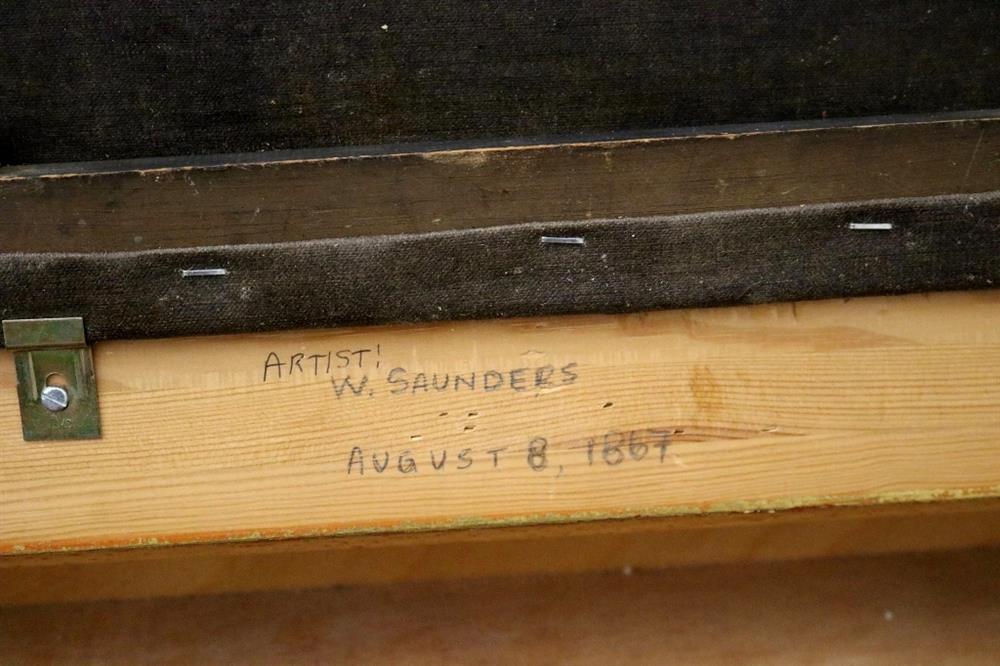 ARTIST!
W. SAUNDERS
AUGUST 8, 1867